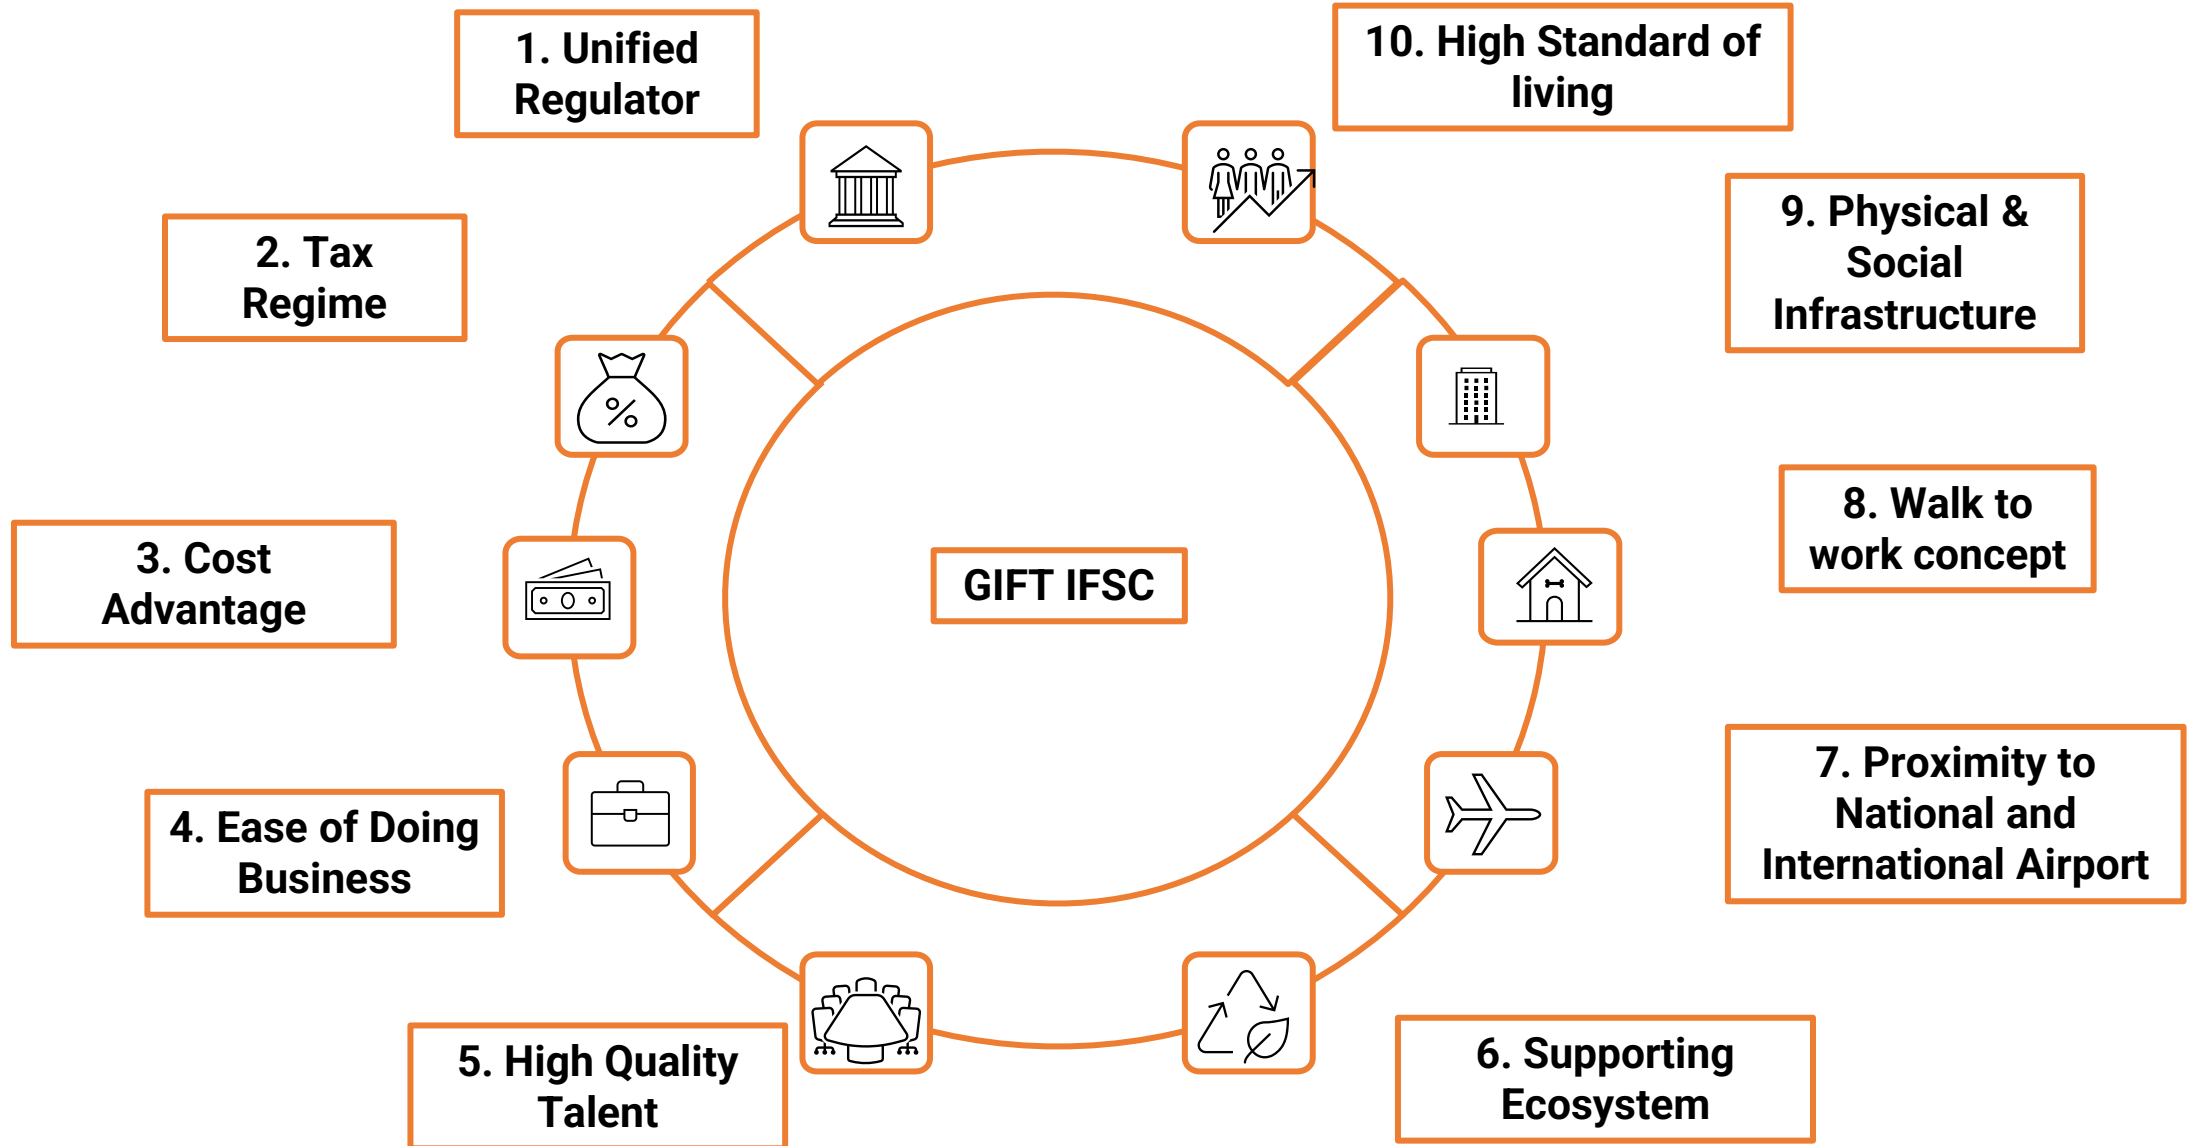 1. Unified
Regulator
2. Tax
Regime
3. Cost
Advantage
4. Ease of Doing
Business
5. High Quality
Talent
6. Supporting
Ecosystem
7. Proximity to
National and
International Airport
8. Walk to
work concept
9. Physical &
Social
Infrastructure
10. High Standard of
living
GIFT IFSC